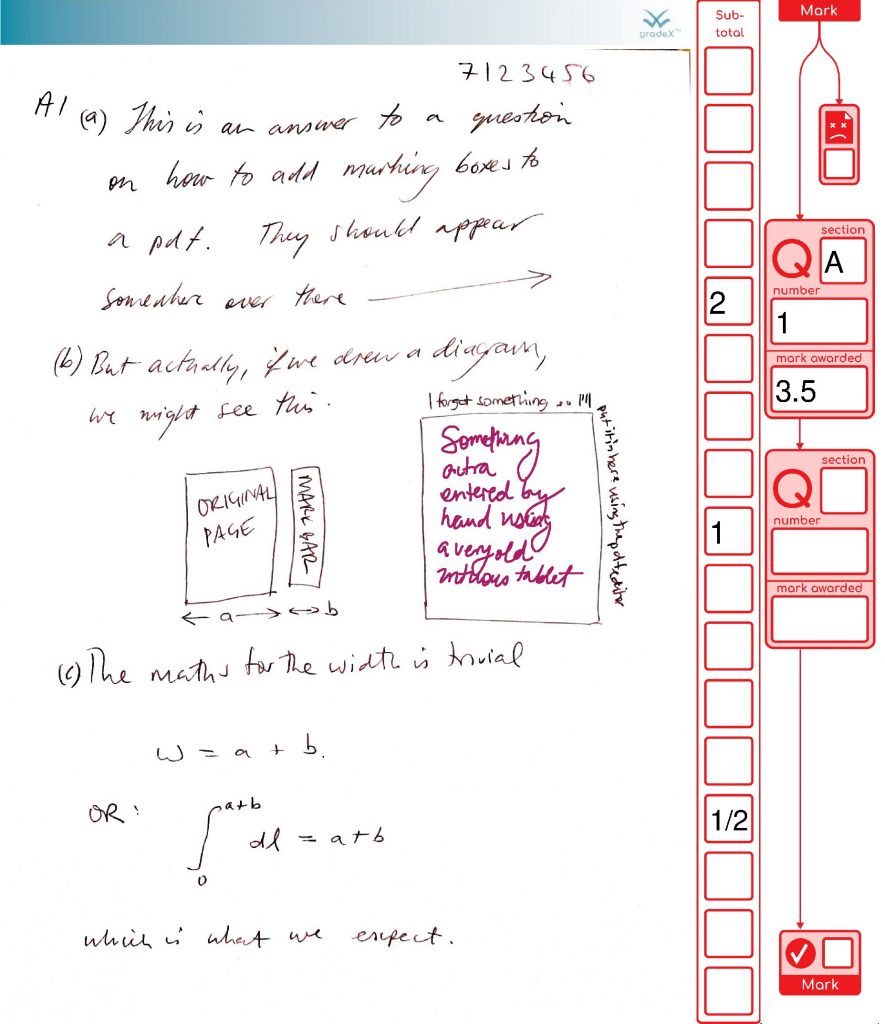 gradeX™
7123456
A1 (a) This is an answer to a question
on how to add marking boxes to
a pdf. They should appear
somewhere over there
(b) But actually, if we drew a diagram,
we might see this.
I forgot something .. !!!!
put it in here using the pdf editor
Something
extra
entered by
hand using
a very old
intuous tablet
ORIGINAL
PAGE
MARK BAR
a b
(c) The maths for the width is trivial
w = a + b.
OR: ∫₀^{a+b} dl = a + b
which is what we expect.
Sub-
total
2
1
1/2
Mark
section
Q A
number
1
mark awarded
3.5
section
Q
number
mark awarded
Mark